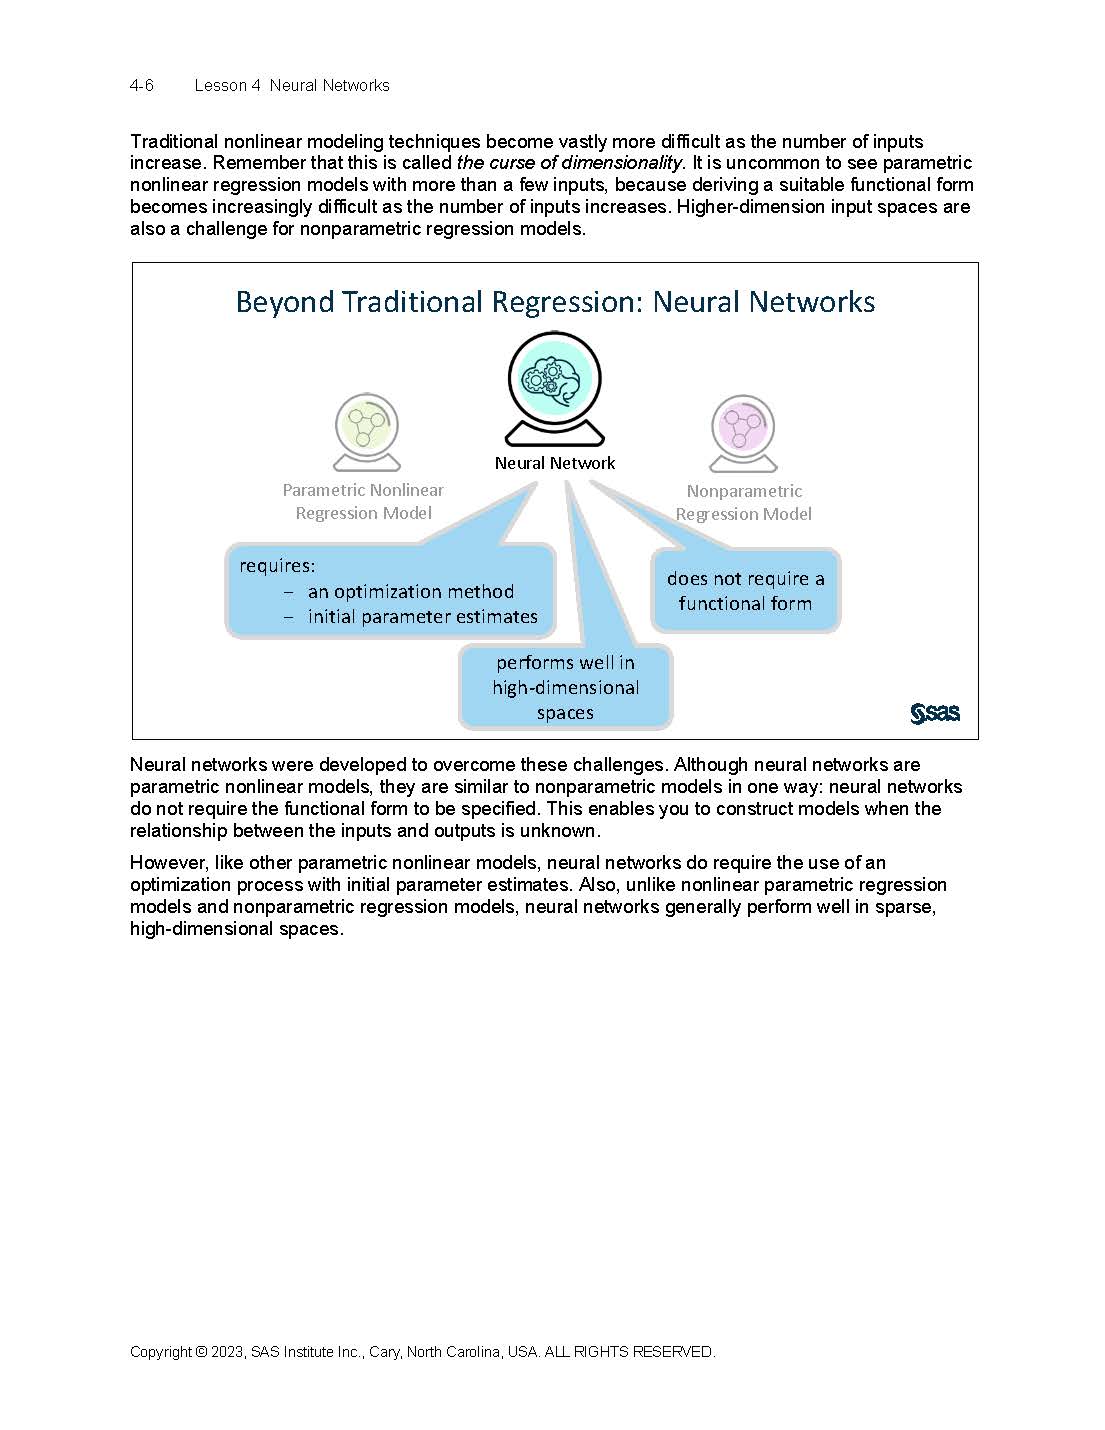 4-6 Lesson 4 Neural Networks
Traditional nonlinear modeling techniques become vastly more difficult as the number of inputs
increase. Remember that this is called the curse of dimensionality. It is uncommon to see parametric
nonlinear regression models with more than a few inputs, because deriving a suitable functional form
becomes increasingly difficult as the number of inputs increases. Higher-dimension input spaces are
also a challenge for nonparametric regression models.
Beyond Traditional Regression: Neural Networks
Neural Network
Parametric Nonlinear
Regression Model
Nonparametric
Regression Model
requires:
– an optimization method
– initial parameter estimates
does not require a
functional form
performs well in
high-dimensional
spaces
sas
Neural networks were developed to overcome these challenges. Although neural networks are
parametric nonlinear models, they are similar to nonparametric models in one way: neural networks
do not require the functional form to be specified. This enables you to construct models when the
relationship between the inputs and outputs is unknown.
However, like other parametric nonlinear models, neural networks do require the use of an
optimization process with initial parameter estimates. Also, unlike nonlinear parametric regression
models and nonparametric regression models, neural networks generally perform well in sparse,
high-dimensional spaces.
Copyright © 2023, SAS Institute Inc., Cary, North Carolina, USA. ALL RIGHTS RESERVED.